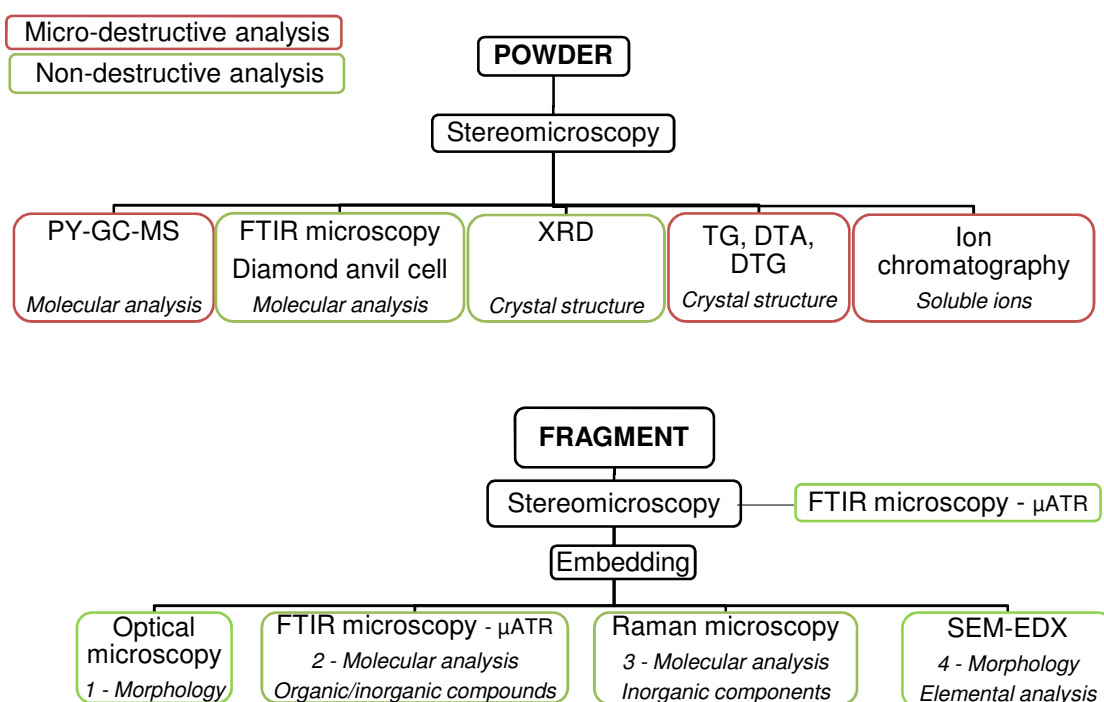 Micro-destructive analysis
Non-destructive analysis
POWDER
Stereomicroscopy
PY-GC-MS
Molecular analysis
FTIR microscopy
Diamond anvil cell
Molecular analysis
XRD
Crystal structure
TG, DTA,
DTG
Crystal structure
Ion
chromatography
Soluble ions
FRAGMENT
Stereomicroscopy
FTIR microscopy - µATR
Embedding
Optical
microscopy
1 - Morphology
FTIR microscopy - µATR
2 - Molecular analysis
Organic/inorganic compounds
Raman microscopy
3 - Molecular analysis
Inorganic components
SEM-EDX
4 - Morphology
Elemental analysis